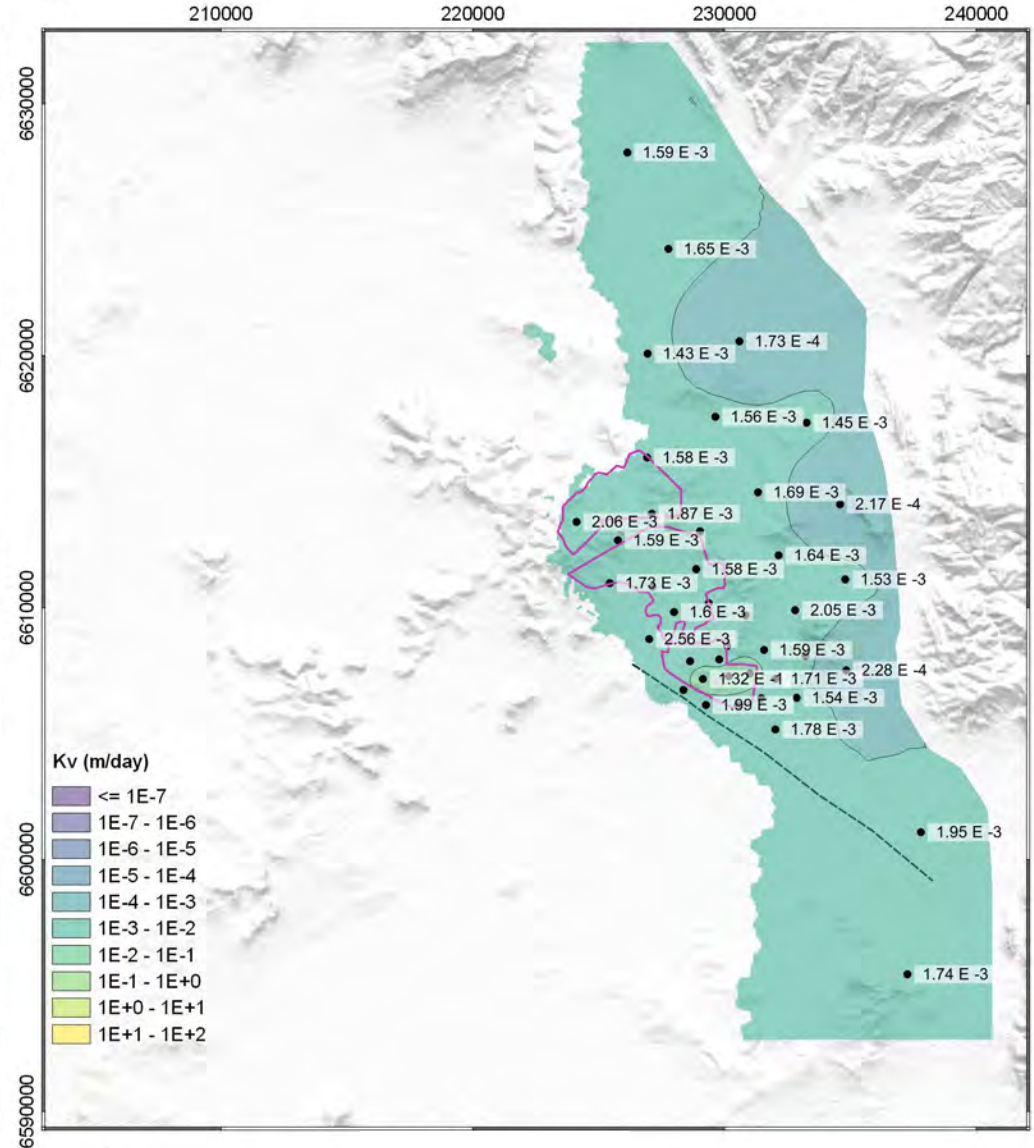 210000 220000 230000 240000
6630000
6620000
6610000
6600000
6590000
1.59 E -3
1.65 E -3
1.73 E -4
1.43 E -3
1.56 E -3
1.45 E -3
1.58 E -3
1.69 E -3
2.17 E -4
1.87 E -3
2.06 E -3
1.59 E -3
1.64 E -3
1.58 E -3
1.53 E -3
1.73 E -3
1.6 E -3
2.05 E -3
2.56 E -3
1.59 E -3
2.28 E -4
1.32 E -1
1.71 E -3
1.99 E -3
1.54 E -3
1.78 E -3
1.95 E -3
1.74 E -3
Kv (m/day)
<= 1E-7
1E-7 - 1E-6
1E-6 - 1E-5
1E-5 - 1E-4
1E-4 - 1E-3
1E-3 - 1E-2
1E-2 - 1E-1
1E-1 - 1E+0
1E+0 - 1E+1
1E+1 - 1E+2